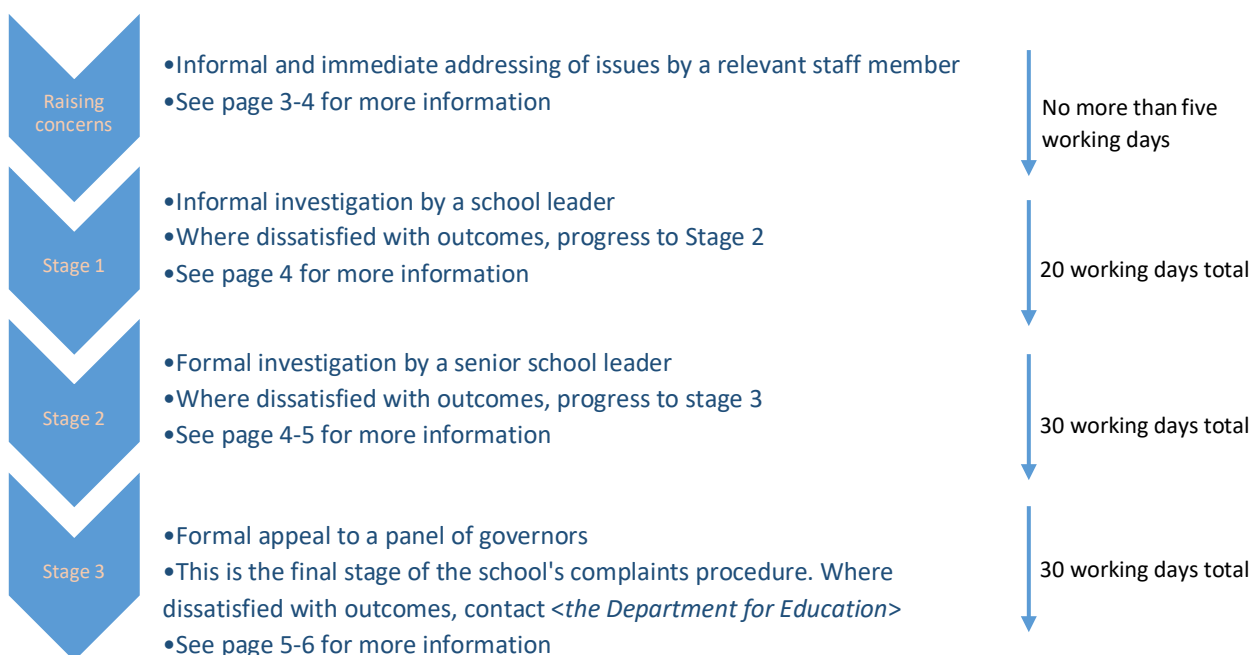 Raising
concerns
•Informal and immediate addressing of issues by a relevant staff member
•See page 3-4 for more information
No more than five
working days
Stage 1
•Informal investigation by a school leader
•Where dissatisfied with outcomes, progress to Stage 2
•See page 4 for more information
20 working days total
Stage 2
•Formal investigation by a senior school leader
•Where dissatisfied with outcomes, progress to stage 3
•See page 4-5 for more information
30 working days total
Stage 3
•Formal appeal to a panel of governors
•This is the final stage of the school's complaints procedure. Where
dissatisfied with outcomes, contact <the Department for Education>
•See page 5-6 for more information
30 working days total